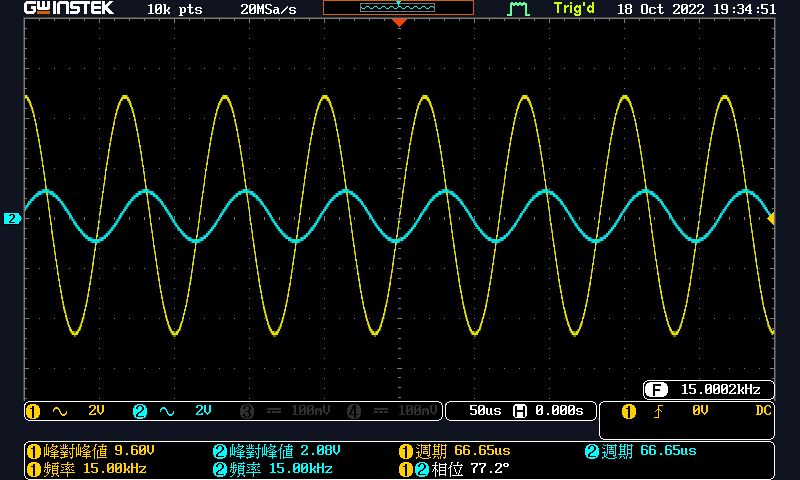 GWINSTEK 10k pts 20MSa/s Trig'd 18 Oct 2022 19:34:51
2
F 15.0002kHz
1 2V 2 2V 3 100mV 4 100mV 50us H 0.000s 1 0V DC
1 峰對峰值 9.60V 2 峰對峰值 2.08V 1 週期 66.65us 2 週期 66.65us
1 頻率 15.00kHz 2 頻率 15.00kHz 1 2 相位 77.2°